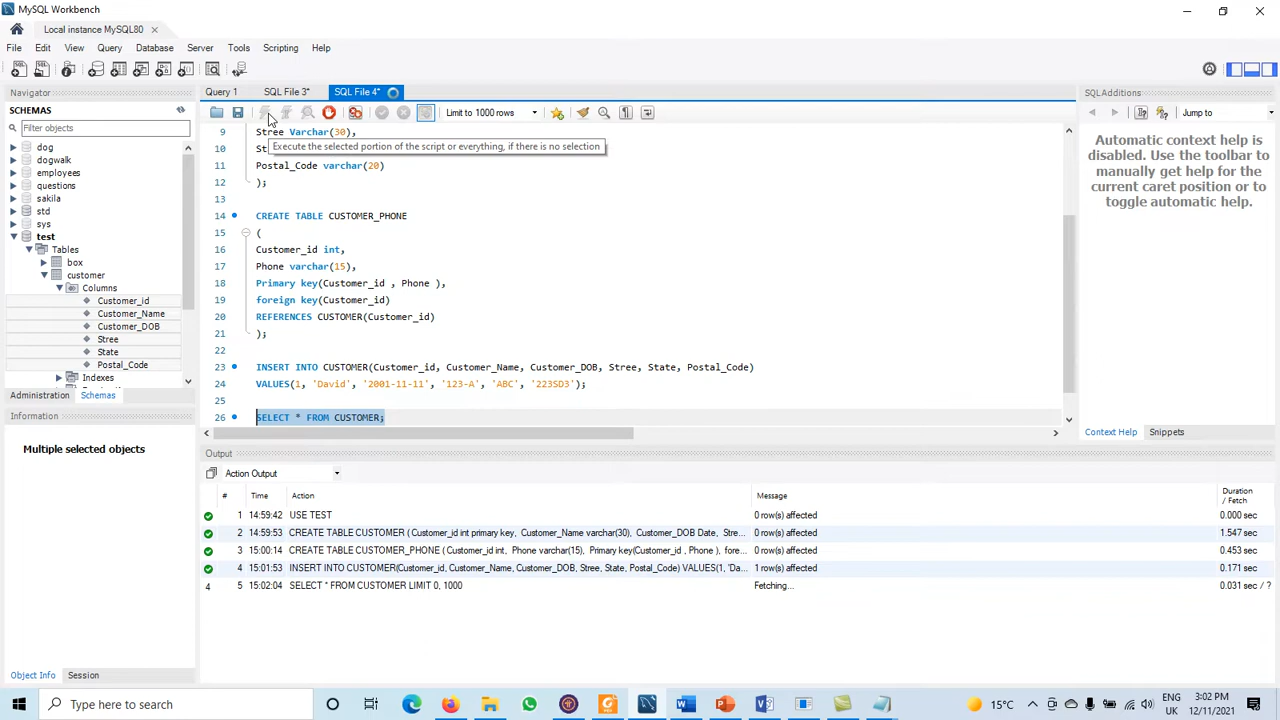 MySQL Workbench
Local instance MySQL80
File Edit View Query Database Server Tools Scripting Help
Navigator
SCHEMAS
Filter objects
dog
dogwalk
employees
questions
sakila
std
sys
test
Tables
box
customer
Columns
Customer_id
Customer_Name
Customer_DOB
Stree
State
Postal_Code
Indexes
Administration Schemas
Information
Multiple selected objects
Object Info Session
Query 1 SQL File 3* SQL File 4*
Limit to 1000 rows
9 Stree Varchar(30),
Execute the selected portion of the script or everything, if there is no selection
10 St
11 Postal_Code varchar(20)
12 );
13
14 CREATE TABLE CUSTOMER_PHONE
15 (
16 Customer_id int,
17 Phone varchar(15),
18 Primary key(Customer_id , Phone ),
19 foreign key(Customer_id)
20 REFERENCES CUSTOMER(Customer_id)
21 );
22
23 INSERT INTO CUSTOMER(Customer_id, Customer_Name, Customer_DOB, Stree, State, Postal_Code)
24 VALUES(1, 'David', '2001-11-11', '123-A', 'ABC', '223SD3');
25
26 SELECT * FROM CUSTOMER;
SQLAdditions
Jump to
Automatic context help is
disabled. Use the toolbar to
manually get help for the
current caret position or to
toggle automatic help.
Context Help Snippets
Output
Action Output
# Time Action Message Duration / Fetch
1 14:59:42 USE TEST 0 row(s) affected 0.000 sec
2 14:59:53 CREATE TABLE CUSTOMER ( Customer_id int primary key, Customer_Name varchar(30), Customer_DOB Date, Stre... 0 row(s) affected 1.547 sec
3 15:00:14 CREATE TABLE CUSTOMER_PHONE ( Customer_id int, Phone varchar(15), Primary key(Customer_id , Phone ), fore... 0 row(s) affected 0.453 sec
4 15:01:53 INSERT INTO CUSTOMER(Customer_id, Customer_Name, Customer_DOB, Stree, State, Postal_Code) VALUES(1, 'Da... 1 row(s) affected 0.171 sec
4 5 15:02:04 SELECT * FROM CUSTOMER LIMIT 0, 1000 Fetching... 0.031 sec / ?
Type here to search
15°C
ENG
UK
3:02 PM
12/11/2021